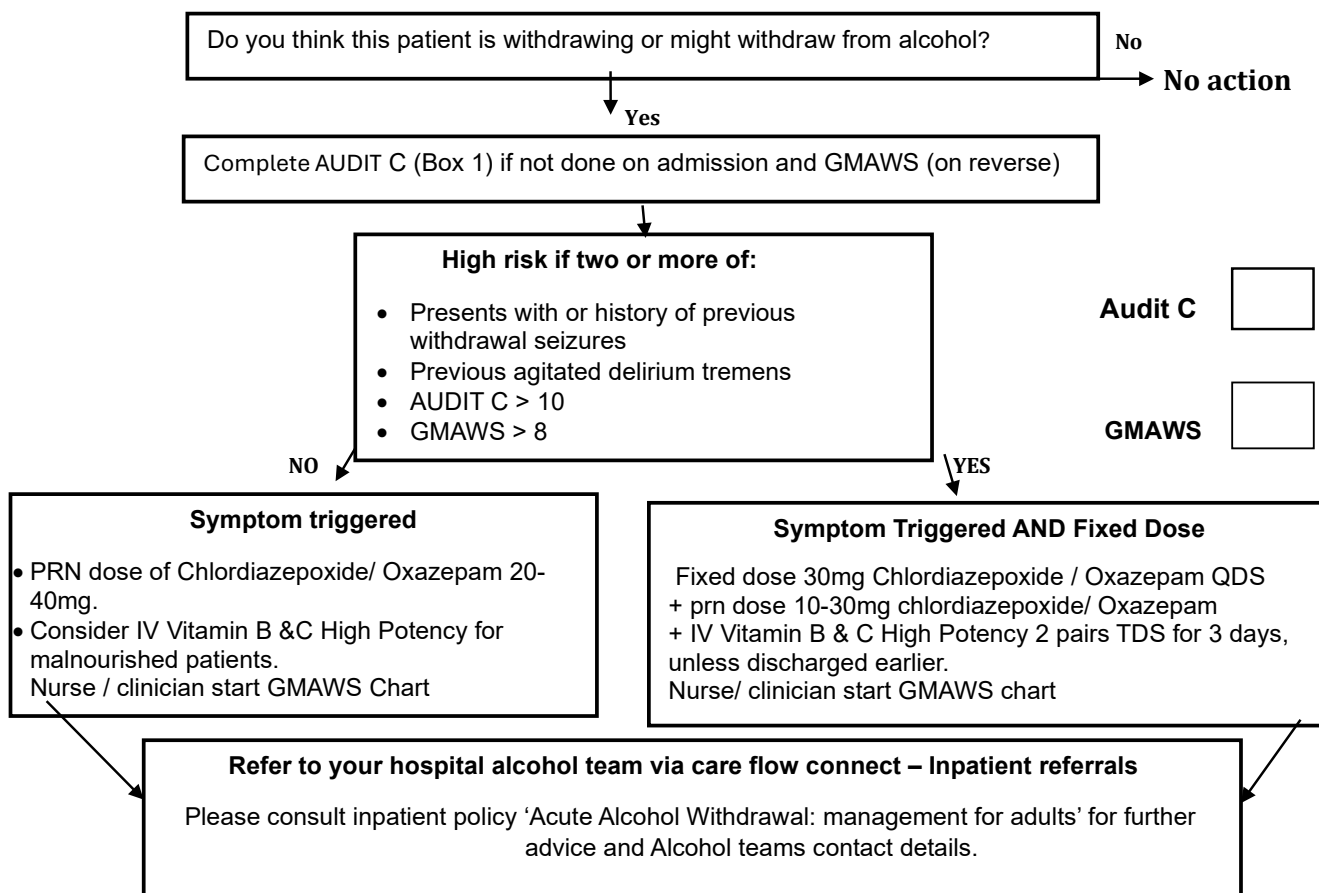 Do you think this patient is withdrawing or might withdraw from alcohol?
No
No action
Yes
Complete AUDIT C (Box 1) if not done on admission and GMAWS (on reverse)
High risk if two or more of:
• Presents with or history of previous
withdrawal seizures
• Previous agitated delirium tremens
• AUDIT C > 10
• GMAWS > 8
Audit C
GMAWS
NO
YES
Symptom triggered
• PRN dose of Chlordiazepoxide/ Oxazepam 20-
40mg.
• Consider IV Vitamin B &C High Potency for
malnourished patients.
Nurse / clinician start GMAWS Chart
Symptom Triggered AND Fixed Dose
Fixed dose 30mg Chlordiazepoxide / Oxazepam QDS
+ prn dose 10-30mg chlordiazepoxide/ Oxazepam
+ IV Vitamin B & C High Potency 2 pairs TDS for 3 days,
unless discharged earlier.
Nurse/ clinician start GMAWS chart
Refer to your hospital alcohol team via care flow connect – Inpatient referrals
Please consult inpatient policy ‘Acute Alcohol Withdrawal: management for adults’ for further
advice and Alcohol teams contact details.